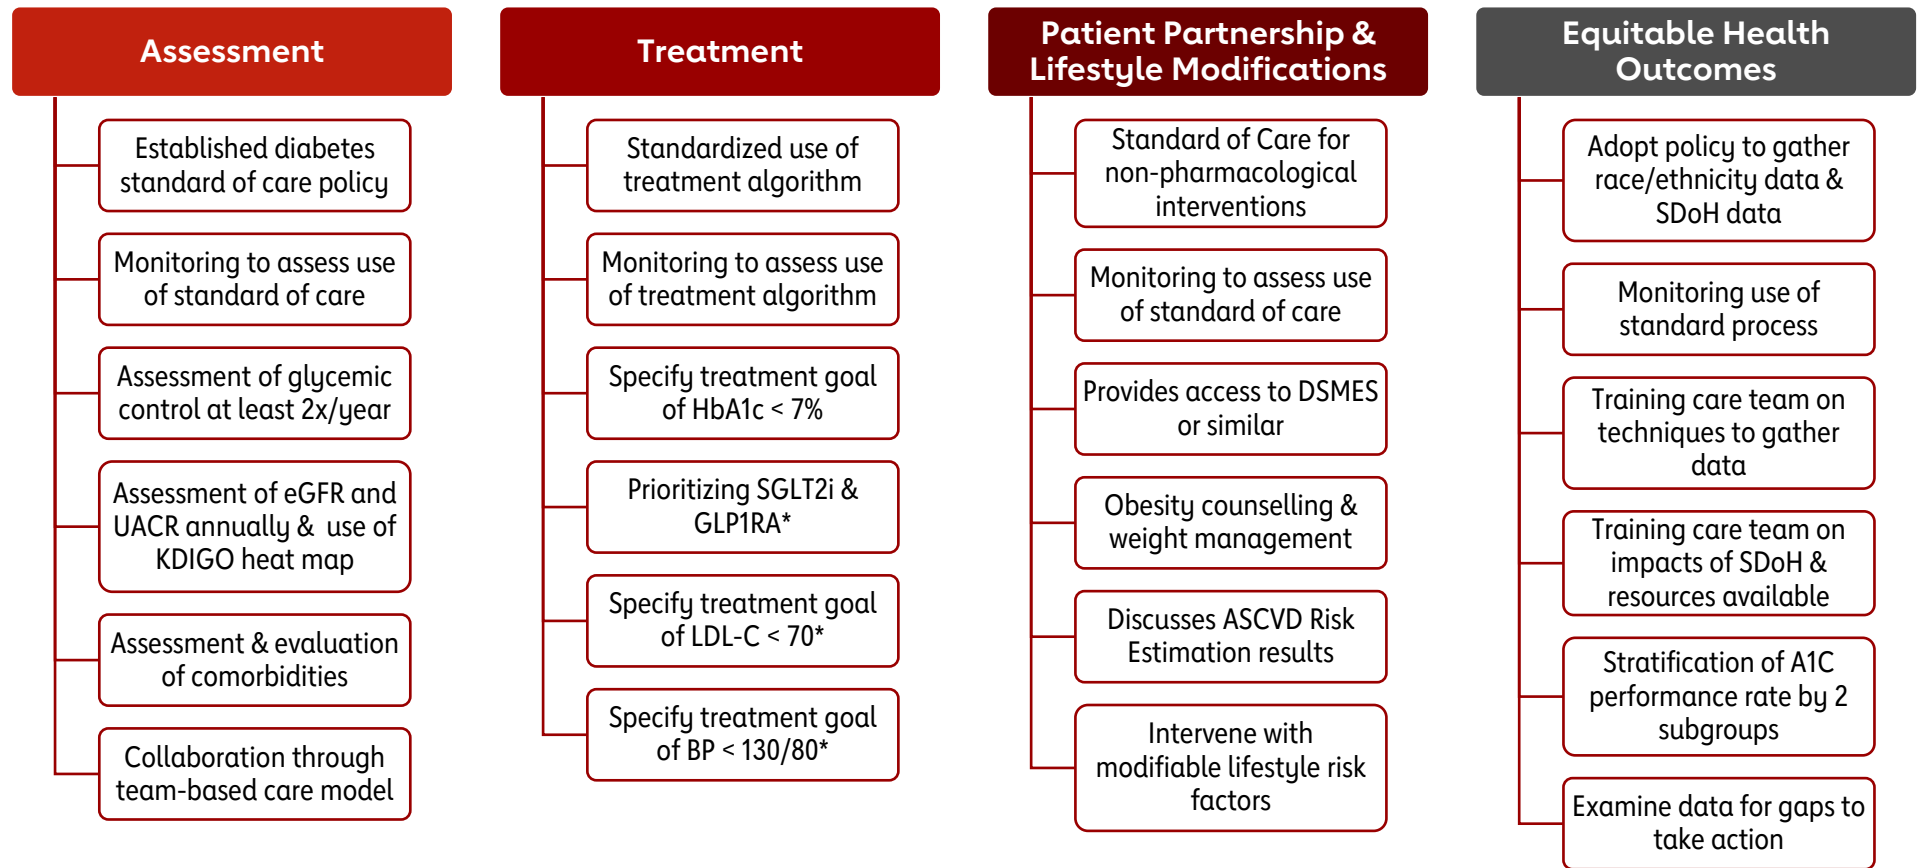 Assessment
Established diabetes
standard of care policy
Monitoring to assess use
of standard of care
Assessment of glycemic
control at least 2x/year
Assessment of eGFR and
UACR annually & use of
KDIGO heat map
Assessment & evaluation
of comorbidities
Collaboration through
team-based care model
Treatment
Standardized use of
treatment algorithm
Monitoring to assess use
of treatment algorithm
Specify treatment goal
of HbA1c < 7%
Prioritizing SGLT2i &
GLP1RA*
Specify treatment goal
of LDL-C < 70*
Specify treatment goal
of BP < 130/80*
Patient Partnership &
Lifestyle Modifications
Standard of Care for
non-pharmacological
interventions
Monitoring to assess use
of standard of care
Provides access to DSMES
or similar
Obesity counselling &
weight management
Discusses ASCVD Risk
Estimation results
Intervene with
modifiable lifestyle risk
factors
Equitable Health
Outcomes
Adopt policy to gather
race/ethnicity data &
SDoH data
Monitoring use of
standard process
Training care team on
techniques to gather
data
Training care team on
impacts of SDoH &
resources available
Stratification of A1C
performance rate by 2
subgroups
Examine data for gaps to
take action